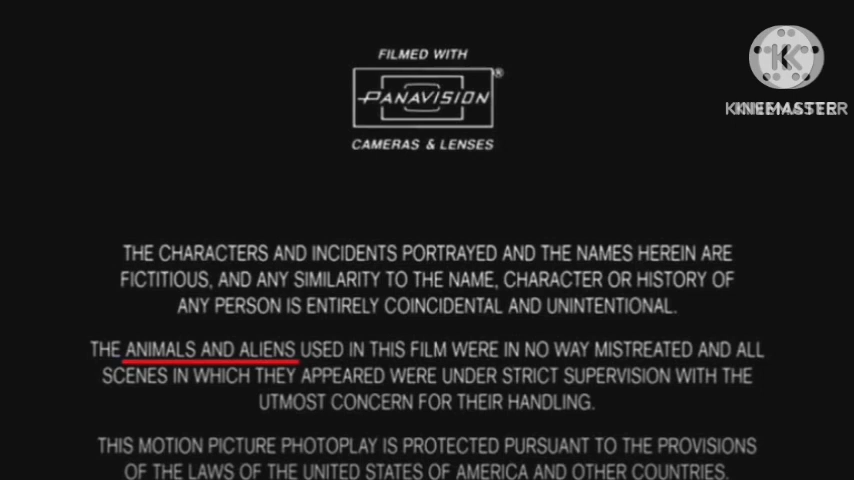 FILMED WITH
PANAVISION®
CAMERAS & LENSES
KINEMASTER
THE CHARACTERS AND INCIDENTS PORTRAYED AND THE NAMES HEREIN ARE
FICTITIOUS, AND ANY SIMILARITY TO THE NAME, CHARACTER OR HISTORY OF
ANY PERSON IS ENTIRELY COINCIDENTAL AND UNINTENTIONAL.
THE ANIMALS AND ALIENS USED IN THIS FILM WERE IN NO WAY MISTREATED AND ALL
SCENES IN WHICH THEY APPEARED WERE UNDER STRICT SUPERVISION WITH THE
UTMOST CONCERN FOR THEIR HANDLING.
THIS MOTION PICTURE PHOTOPLAY IS PROTECTED PURSUANT TO THE PROVISIONS
OF THE LAWS OF THE UNITED STATES OF AMERICA AND OTHER COUNTRIES.